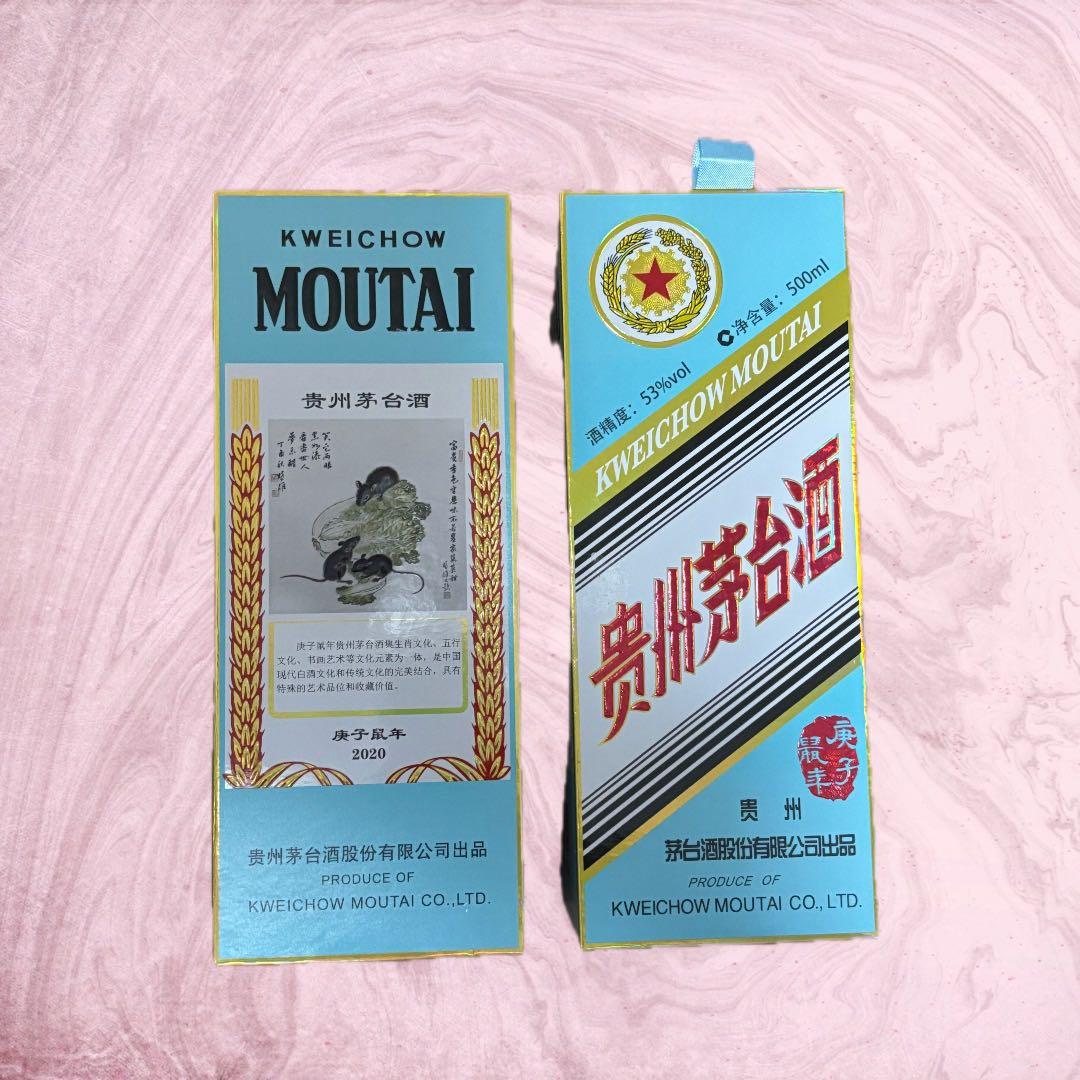 KWEICHOW
MOUTAI
贵州茅台酒
庚子鼠年贵州茅台酒与生肖文化、五行
文化、书画艺术等文化元素为一体，是中国
现代白酒文化和传统文化的完美结合，具有
特殊的艺术品位和收藏价值。
庚子鼠年
2020
贵州茅台酒股份有限公司出品
PRODUCE OF
KWEICHOW MOUTAI CO.,LTD.
净含量：500ml
酒精度：53%vol
KWEICHOW MOUTAI
贵州茅台酒
庚子
鼠年
贵州
茅台酒股份有限公司出品
PRODUCE OF
KWEICHOW MOUTAI CO., LTD.